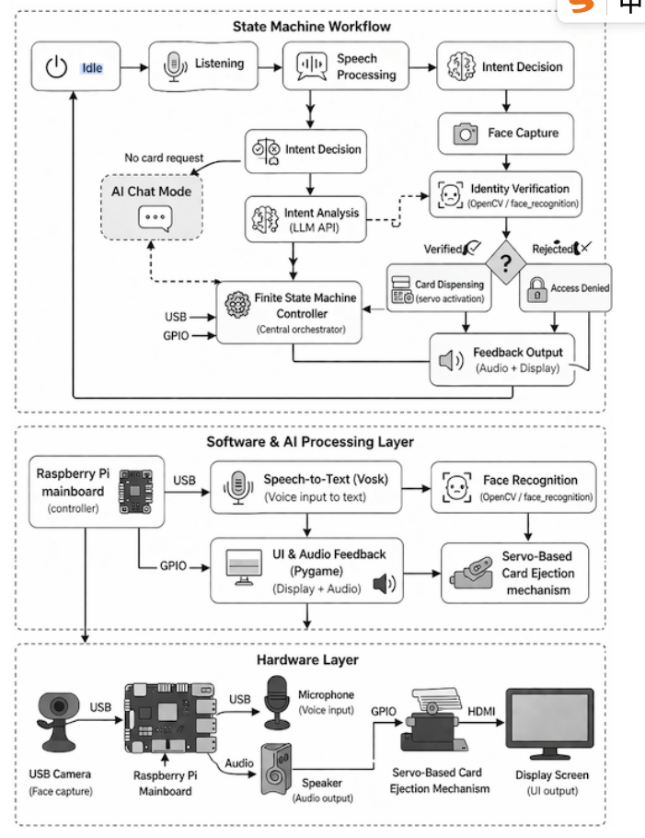 中
State Machine Workflow
Idle
Listening
Speech
Processing
Intent Decision
Face Capture
No card request
Intent Decision
AI Chat Mode
Intent Analysis
(LLM API)
Identity Verification
(OpenCV / face_recognition)
Verified
Rejected
?
Card Dispensing
(servo activation)
Access Denied
Finite State Machine
Controller
(Central orchestrator)
USB
GPIO
Feedback Output
(Audio + Display)
Software & AI Processing Layer
Raspberry Pi
mainboard
(controller)
USB
Speech-to-Text (Vosk)
(Voice input to text)
Face Recognition
(OpenCV / face_recognition)
GPIO
UI & Audio Feedback
(Pygame)
(Display + Audio)
Servo-Based
Card Ejection
mechanism
Hardware Layer
USB
USB
Microphone
(Voice input)
GPIO
HDMI
Audio
USB Camera
(Face capture)
Raspberry Pi
Mainboard
Speaker
(Audio output)
Servo-Based Card
Ejection Mechanism
Display Screen
(UI output)